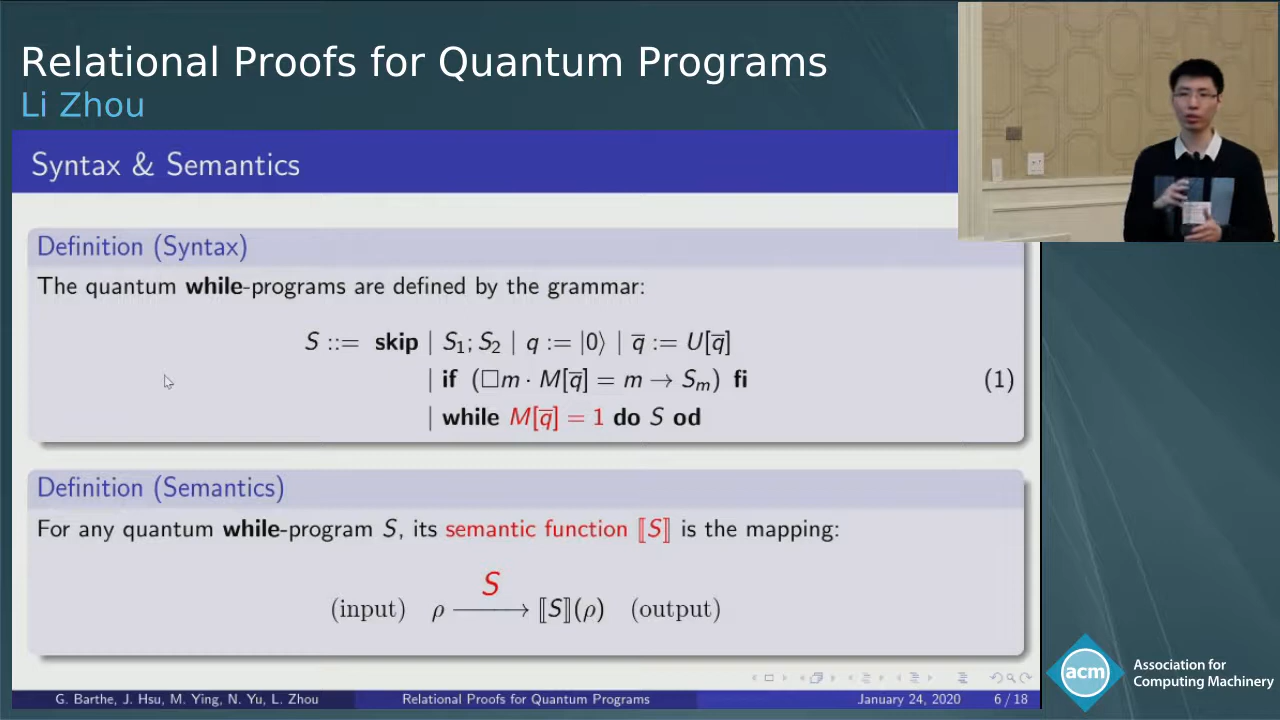 Relational Proofs for Quantum Programs
Li Zhou
Syntax & Semantics
Definition (Syntax)
The quantum while-programs are defined by the grammar:
S ::= skip | S₁; S₂ | q := |0⟩ | q̅ := U[q̅]
| if (□m · M[q̅] = m → Sₘ) fi
(1)
| while M[q̅] = 1 do S od
Definition (Semantics)
For any quantum while-program S, its semantic function ⟦S⟧ is the mapping:
S
(input) ρ ⟶ ⟦S⟧(ρ) (output)
G. Barthe, J. Hsu, M. Ying, N. Yu, L. Zhou
Relational Proofs for Quantum Programs
January 24, 2020
6 / 18
acm
Association for
Computing Machinery